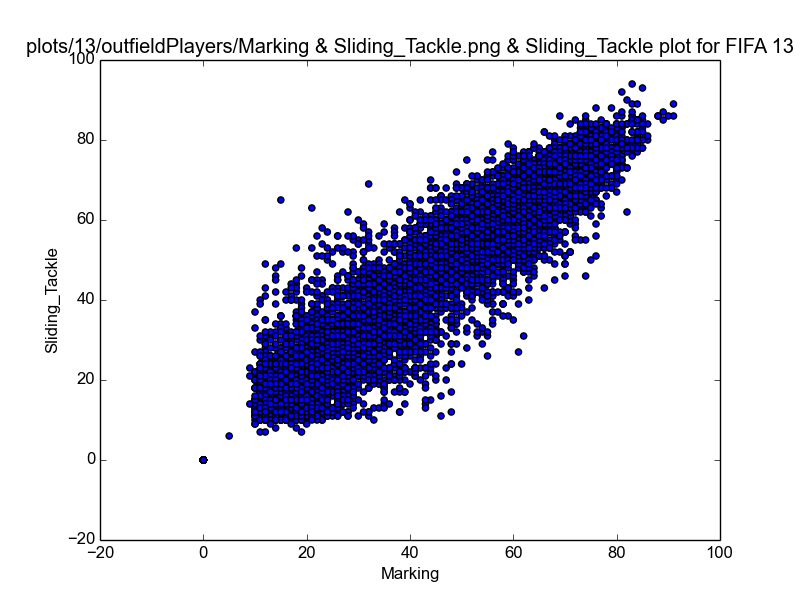 plots/13/outfieldPlayers/Marking & Sliding_Tackle.png & Sliding_Tackle plot for FIFA 13
100
80
60
40
20
0
−20
Sliding_Tackle
−20 0 20 40 60 80 100
Marking